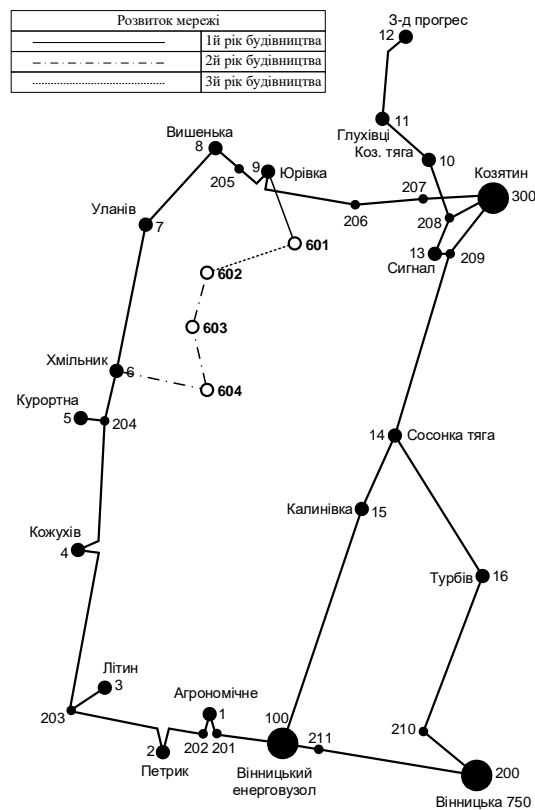 Розвиток мережі
1й рік будівництва
2й рік будівництва
3й рік будівництва
З-д прогрес
12
11
Глухівці
Коз. тяга
10
Вишенька
8
205
9 Юрівка
207
206
208
Козятин
300
13
Сигнал
209
Уланів
7
601
602
603
604
Хмільник
6
Курортна
5
204
14
Сосонка тяга
Калинівка
15
Кожухів
4
Турбів
16
Літин
3
203
Агрономічне
1
100
2
202
201
Петрик
211
210
Вінницький
енерговузол
200
Вінницька 750